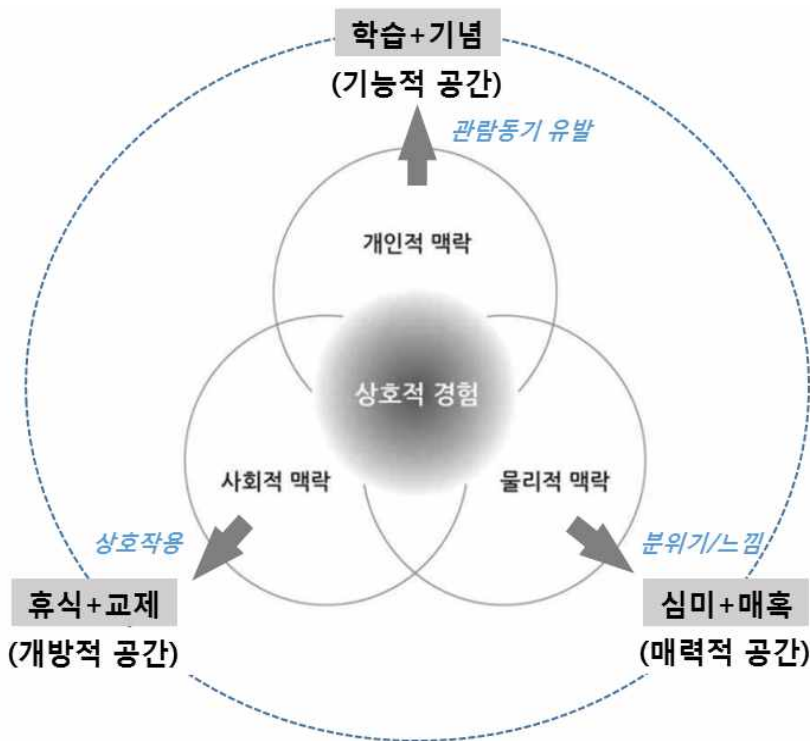 학습+기념
(기능적 공간)
관람동기 유발
개인적 맥락
상호적 경험
사회적 맥락
물리적 맥락
상호작용
분위기/느낌
휴식+교제
(개방적 공간)
심미+매혹
(매력적 공간)